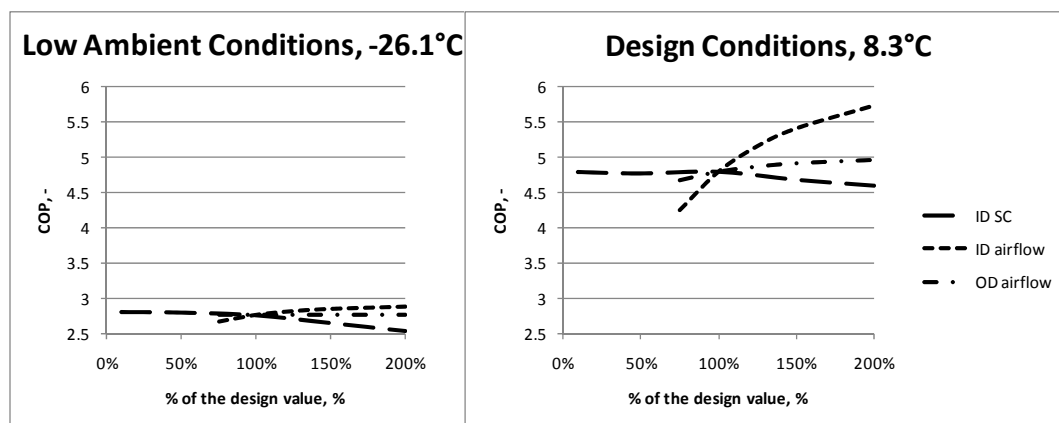 Low Ambient Conditions, -26.1°C
6
5.5
5
4.5
4
3.5
3
2.5
COP, -
0%
50%
100%
150%
200%
% of the design value, %
Design Conditions, 8.3°C
6
5.5
5
4.5
4
3.5
3
2.5
COP, -
0%
50%
100%
150%
200%
% of the design value, %
ID SC
ID airflow
OD airflow